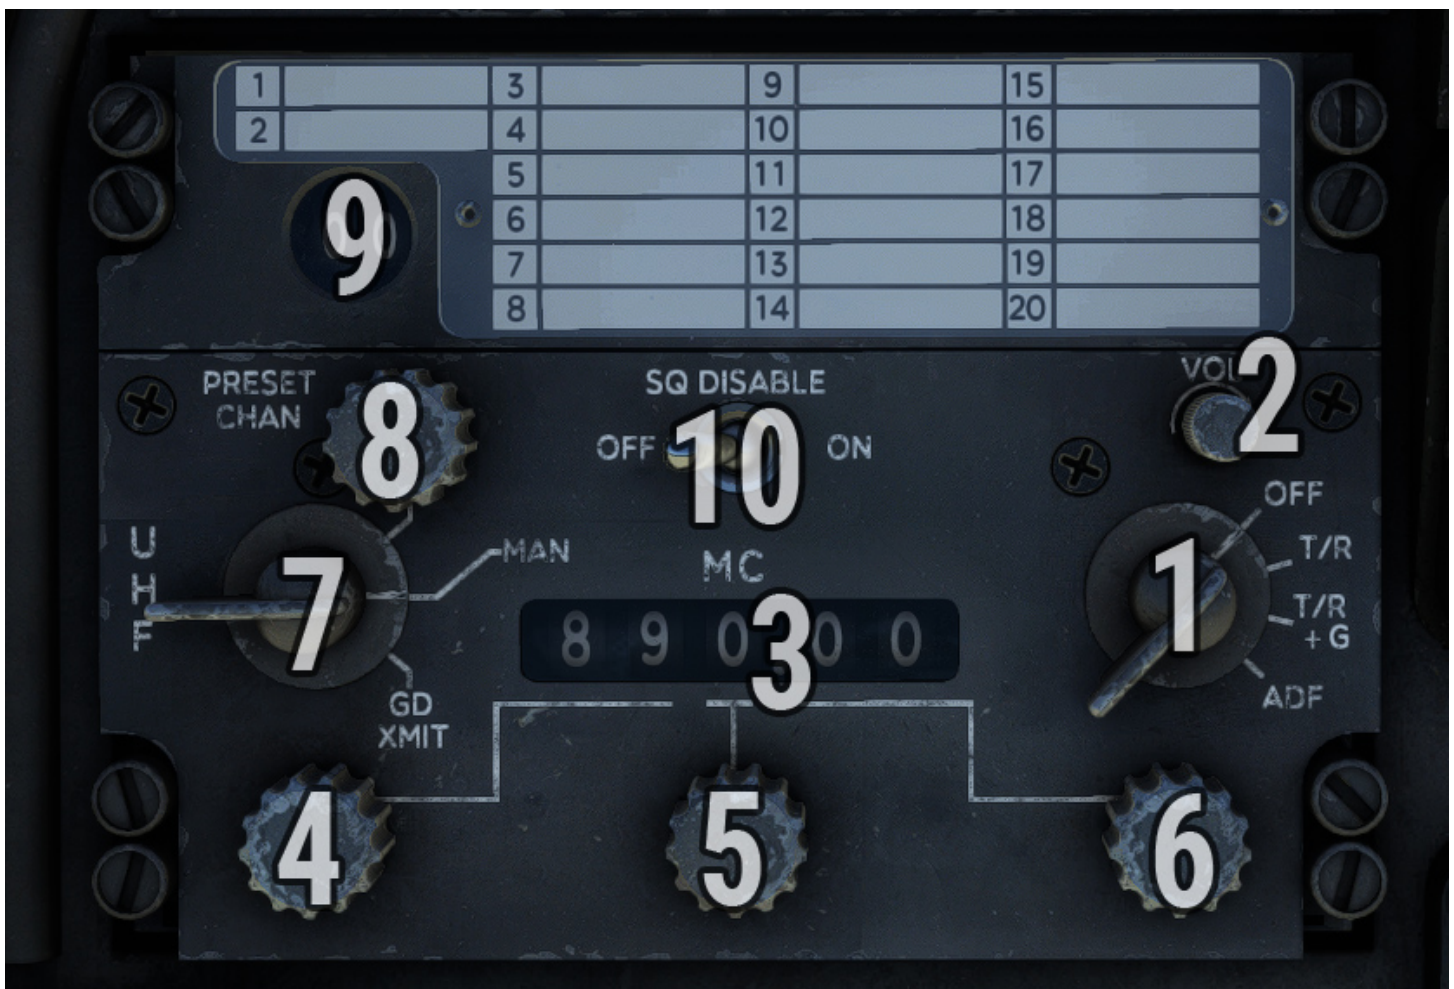 1 3 9 15
2 4 10 16
5 11 17
6 12 18
7 13 19
8 14 20
9
PRESET CHAN
8
SQ DISABLE
OFF ON
10
VOL
2
UHF
7
MAN
GD XMIT
MC
8 9 0 0 0
3
1
OFF
T/R
T/R + G
ADF
4 5 6